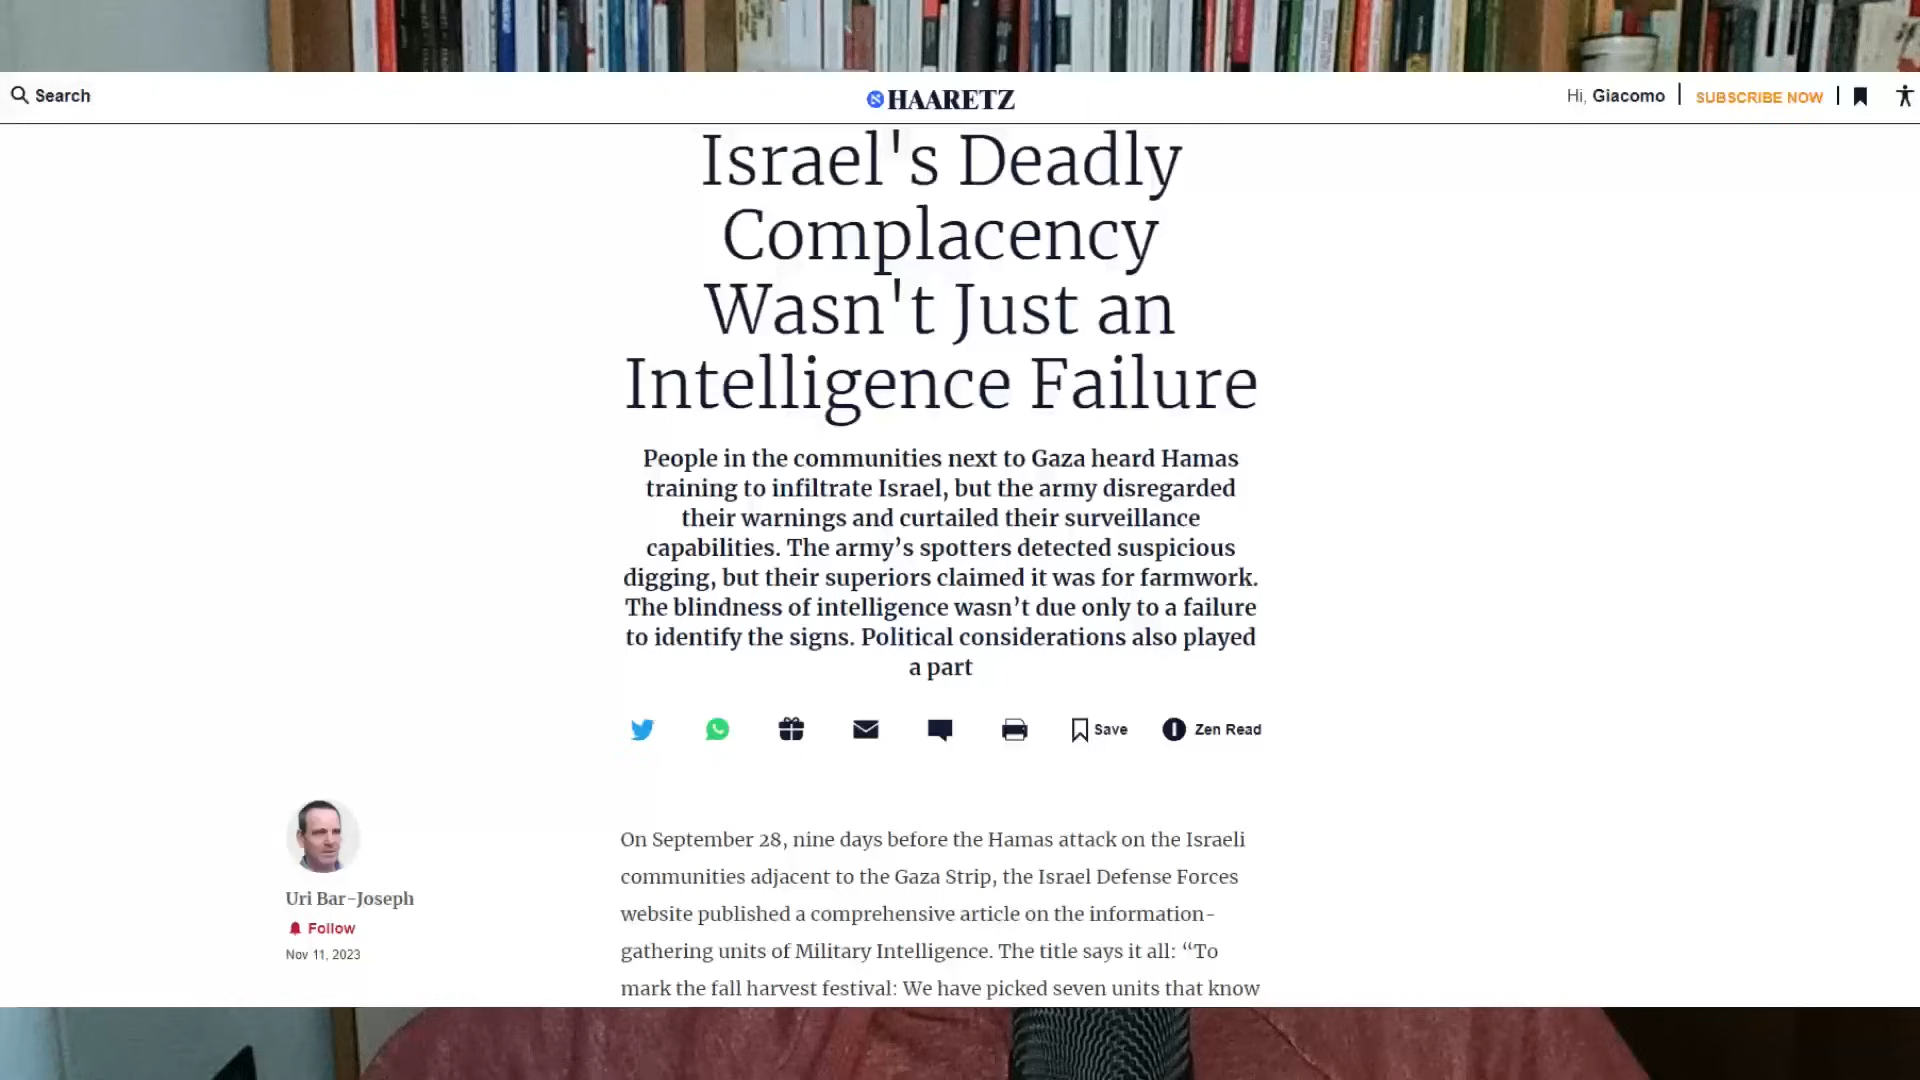 Search
HAARETZ
Hi, Giacomo
SUBSCRIBE NOW
Israel's Deadly
Complacency
Wasn't Just an
Intelligence Failure
People in the communities next to Gaza heard Hamas
training to infiltrate Israel, but the army disregarded
their warnings and curtailed their surveillance
capabilities. The army’s spotters detected suspicious
digging, but their superiors claimed it was for farmwork.
The blindness of intelligence wasn’t due only to a failure
to identify the signs. Political considerations also played
a part
Save
Zen Read
Uri Bar-Joseph
Follow
Nov 11, 2023
On September 28, nine days before the Hamas attack on the Israeli
communities adjacent to the Gaza Strip, the Israel Defense Forces
website published a comprehensive article on the information-
gathering units of Military Intelligence. The title says it all: “To
mark the fall harvest festival: We have picked seven units that know